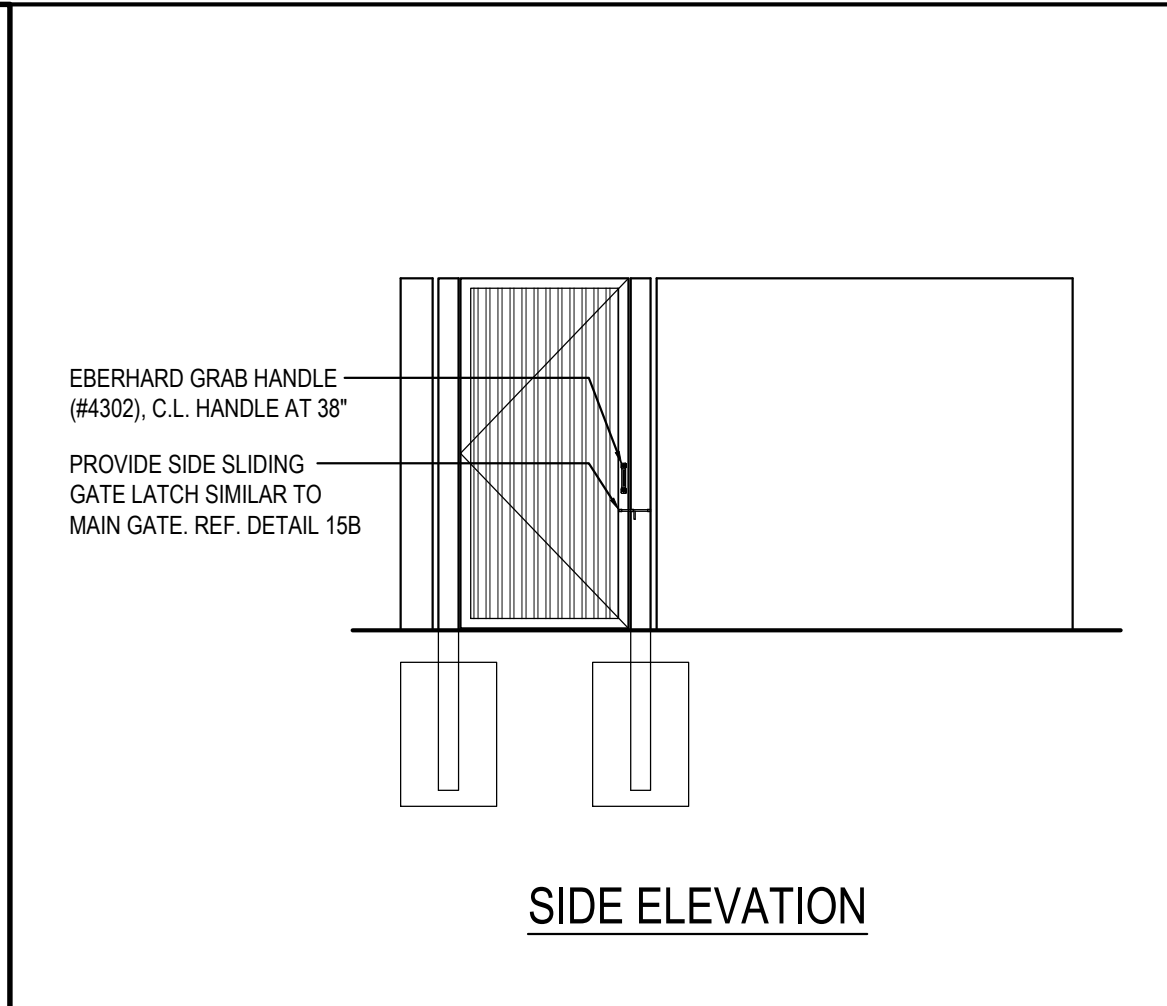 EBERHARD GRAB HANDLE
(#4302), C.L. HANDLE AT 38"
PROVIDE SIDE SLIDING
GATE LATCH SIMILAR TO
MAIN GATE. REF. DETAIL 15B
SIDE ELEVATION